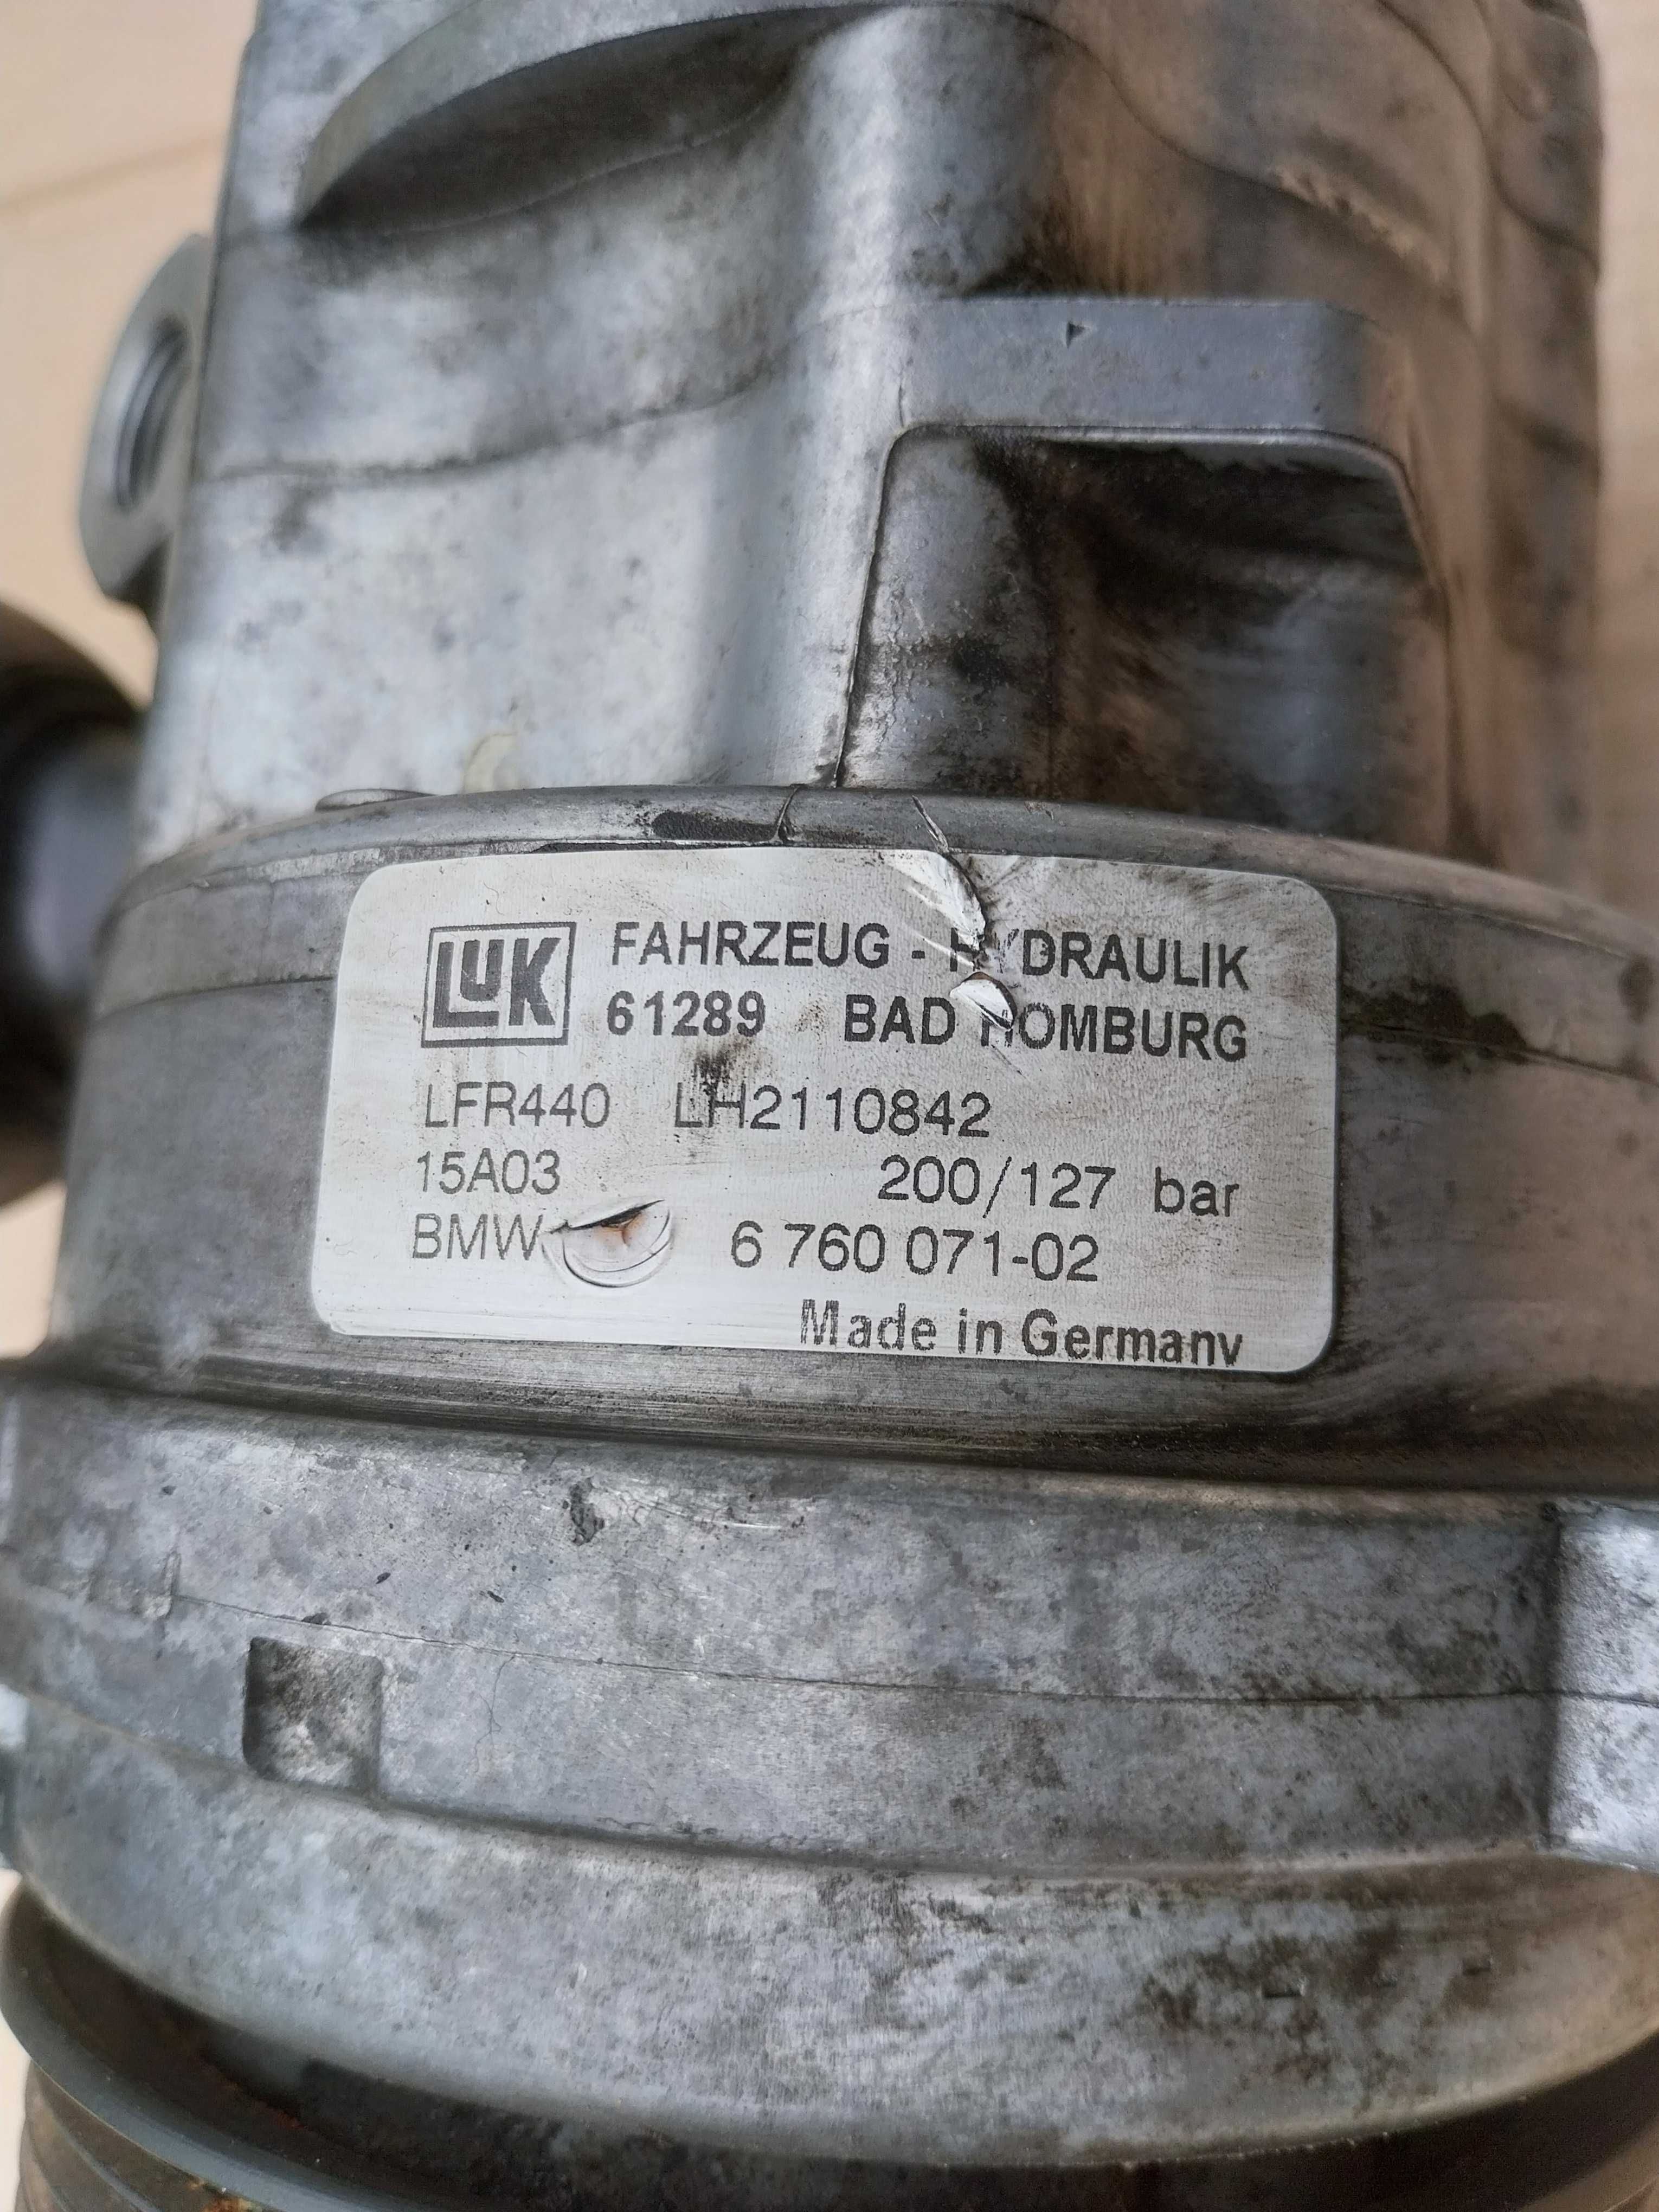 LUK FAHRZEUG - HYDRAULIK
61289 BAD HOMBURG
LFR440 LH2110842
15A03 200/127 bar
BMW 6 760 071-02
Made in Germany